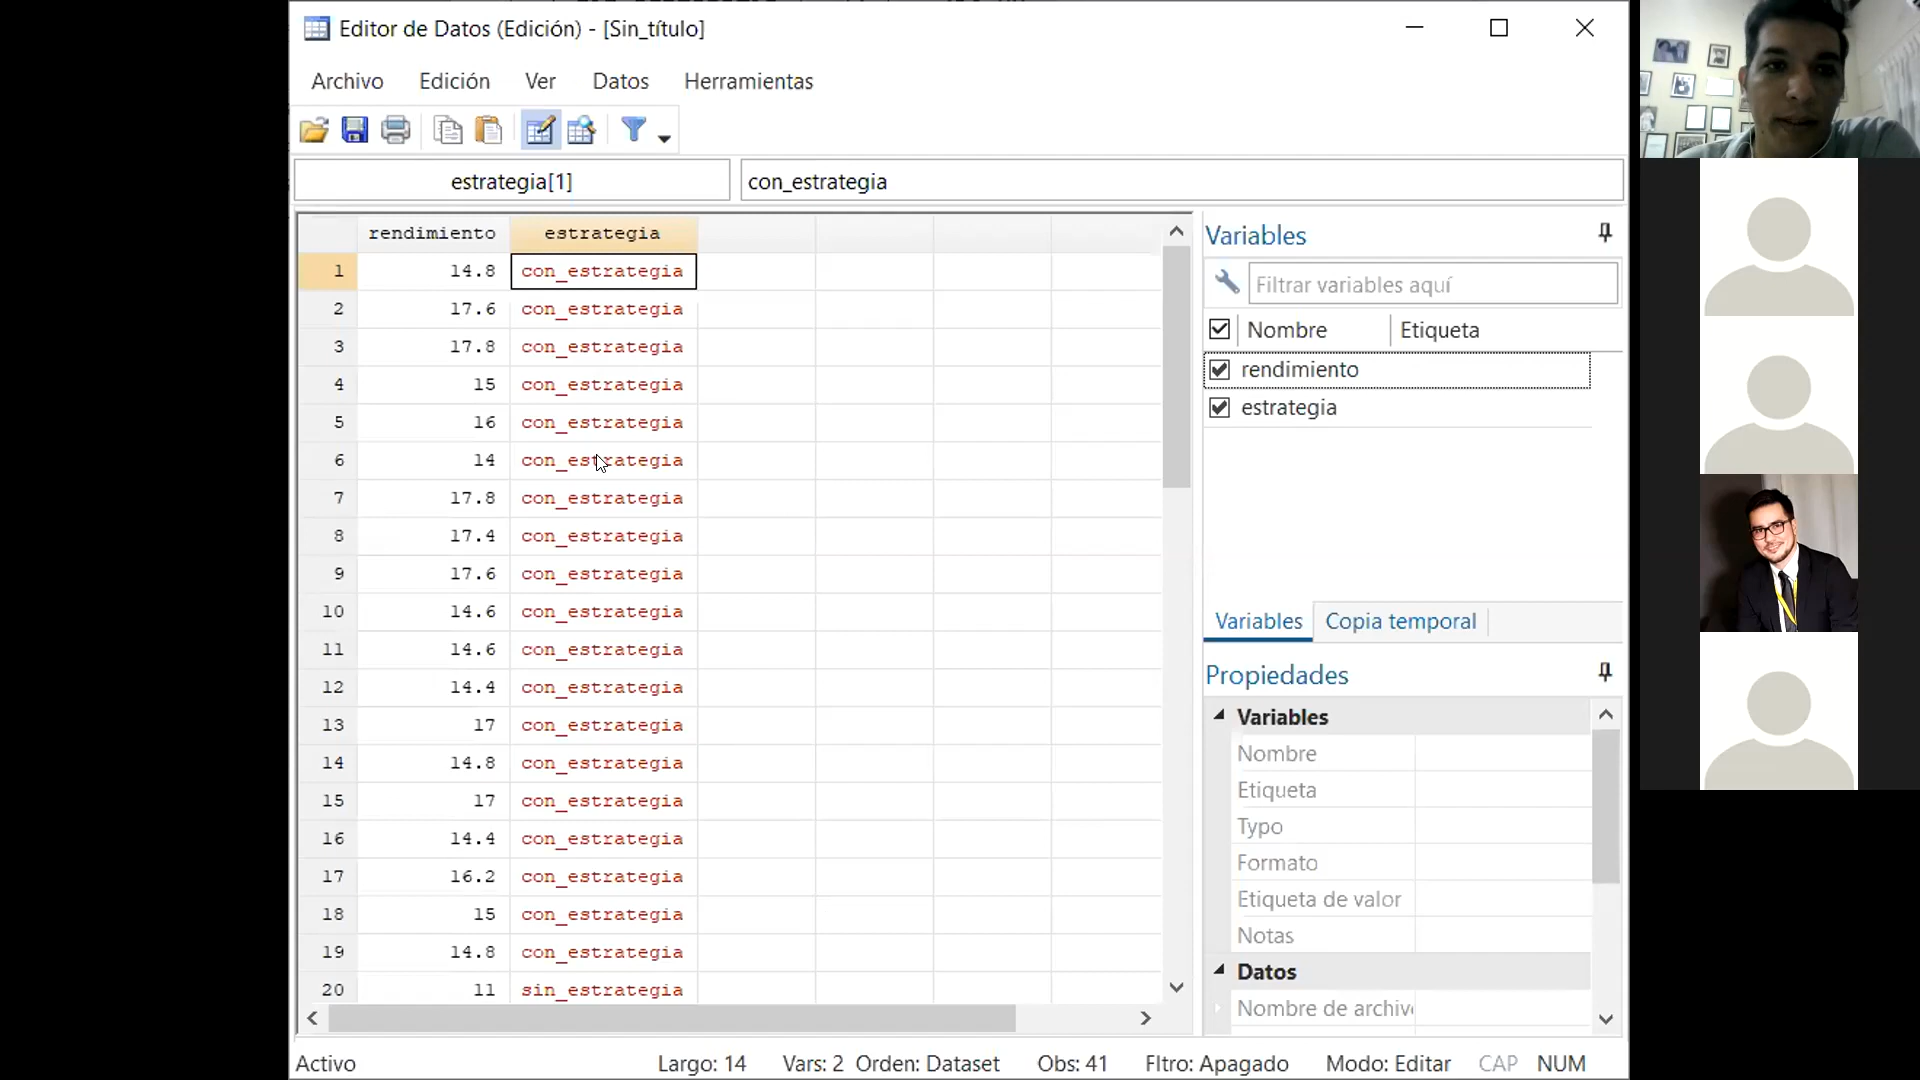 Editor de Datos (Edición) - [Sin_título]
Archivo Edición Ver Datos Herramientas
estrategia[1] con_estrategia
rendimiento estrategia
1 14.8 con_estrategia
2 17.6 con_estrategia
3 17.8 con_estrategia
4 15 con_estrategia
5 16 con_estrategia
6 14 con_estrategia
7 17.8 con_estrategia
8 17.4 con_estrategia
9 17.6 con_estrategia
10 14.6 con_estrategia
11 14.6 con_estrategia
12 14.4 con_estrategia
13 17 con_estrategia
14 14.8 con_estrategia
15 17 con_estrategia
16 14.4 con_estrategia
17 16.2 con_estrategia
18 15 con_estrategia
19 14.8 con_estrategia
20 11 sin_estrategia
Variables
Filtrar variables aquí
Nombre Etiqueta
rendimiento
estrategia
Variables Copia temporal
Propiedades
Variables
Nombre
Etiqueta
Typo
Formato
Etiqueta de valor
Notas
Datos
Nombre de archiv
Activo Largo: 14 Vars: 2 Orden: Dataset Obs: 41 Fltro: Apagado Modo: Editar CAP NUM